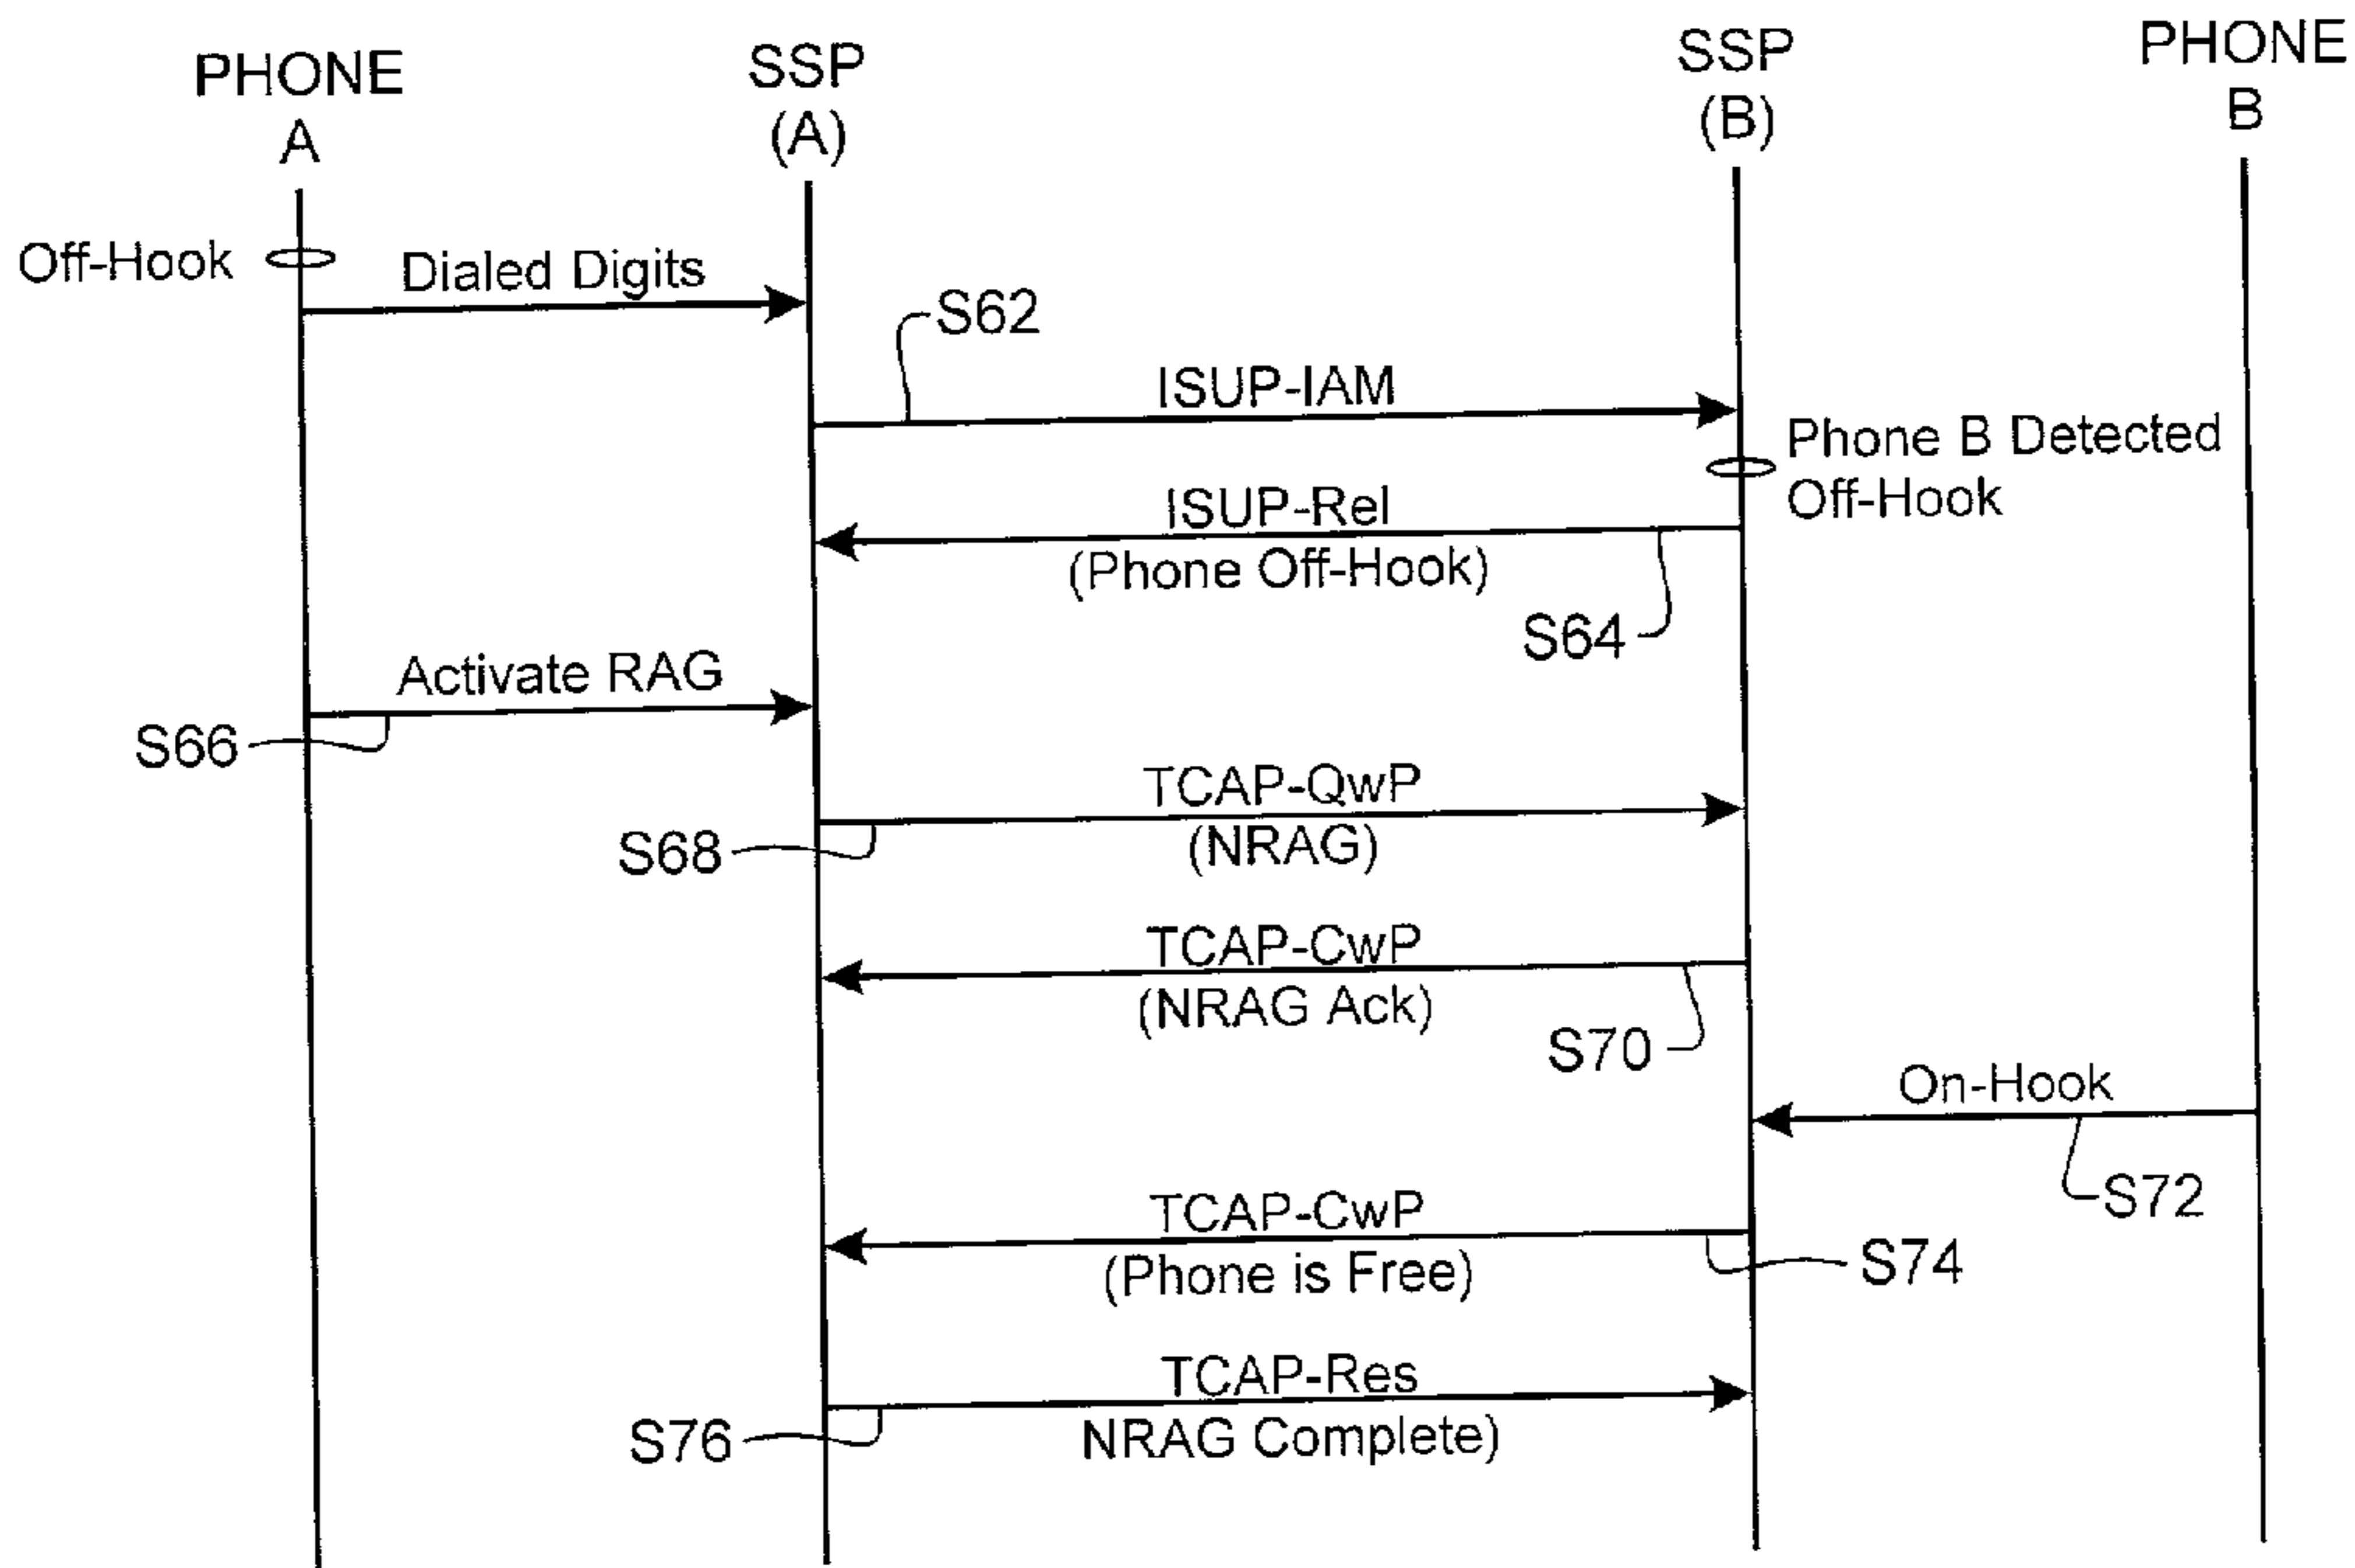 PHONE
A
SSP
(A)
SSP
(B)
PHONE
B
Off-Hook
Dialed Digits
S62
ISUP-IAM
Phone B Detected
Off-Hook
ISUP-Rel
(Phone Off-Hook)
S64
Activate RAG
S66
TCAP-QwP
(NRAG)
S68
TCAP-CwP
(NRAG Ack)
S70
On-Hook
S72
TCAP-CwP
(Phone is Free)
S74
TCAP-Res
NRAG Complete)
S76